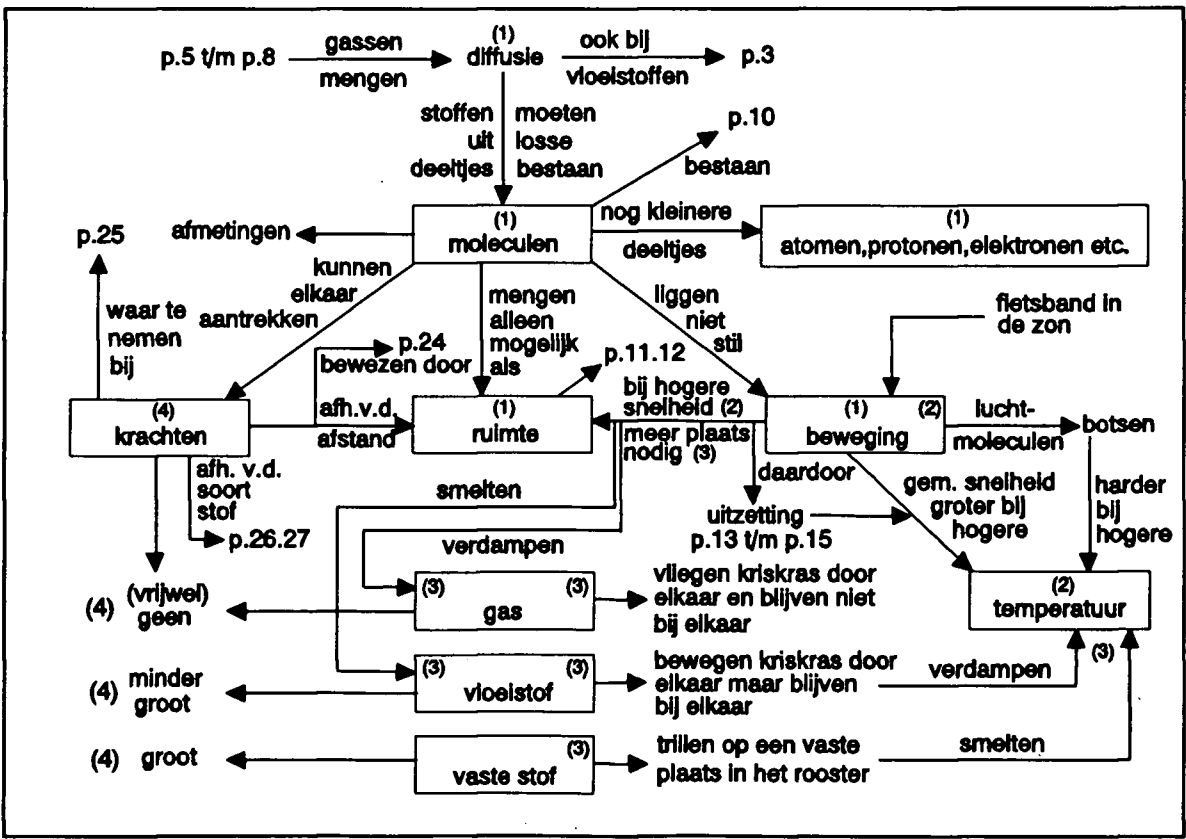 p.5 t/m p.8
gassen
mengen
(1)
diffusie
ook bij
vloeistoffen
p.3
stoffen moeten
uit losse
deeltjes bestaan
p.10
bestaan
(1)
moleculen
nog kleinere
deeltjes
(1)
atomen,protonen,elektronen etc.
afmetingen
p.25
kunnen
elkaar
aantrekken
waar te
nemen
bij
mengen
alleen
mogelijk
als
liggen
niet
stil
fietsband in
de zon
p.24
bewezen door
p.11.12
(4)
krachten
afh.v.d.
afstand
(1)
ruimte
bij hogere
snelheid (2)
meer plaats
nodig (3)
(1) (2)
beweging
lucht-
moleculen
botsen
afh. v.d.
soort
stof
p.26.27
smelten
verdampen
daardoor
uitzetting
p.13 t/m p.15
gem. snelheid
groter bij
hogere
harder
bij
hogere
(2)
temperatuur
(3)
(4) (vrijwel)
geen
(3) (3)
gas
vliegen kriskras door
elkaar en blijven niet
bij elkaar
(4) minder
groot
(3) (3)
vloeistof
bewegen kriskras door
elkaar maar blijven
bij elkaar
verdampen
(4) groot
(3)
vaste stof
trillen op een vaste
plaats in het rooster
smelten